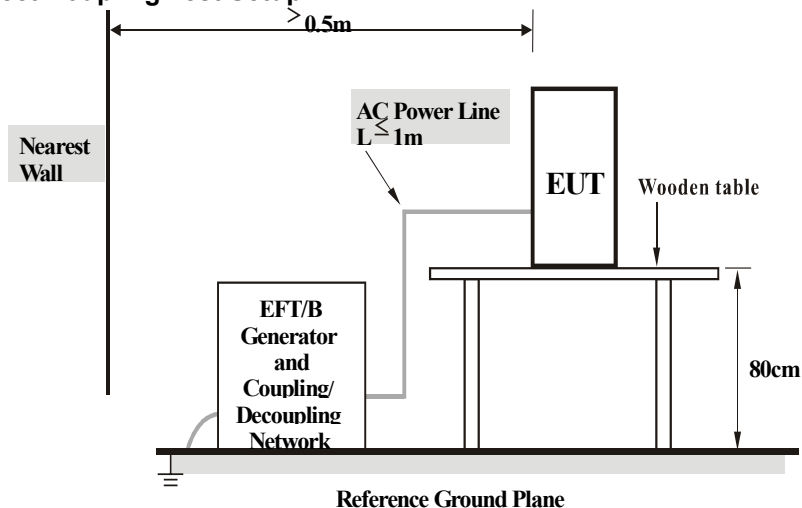 > 0.5m
AC Power Line
L ≤ 1m
Nearest
Wall
EUT
Wooden table
EFT/B
Generator
and
Coupling/
Decoupling
Network
80cm
Reference Ground Plane